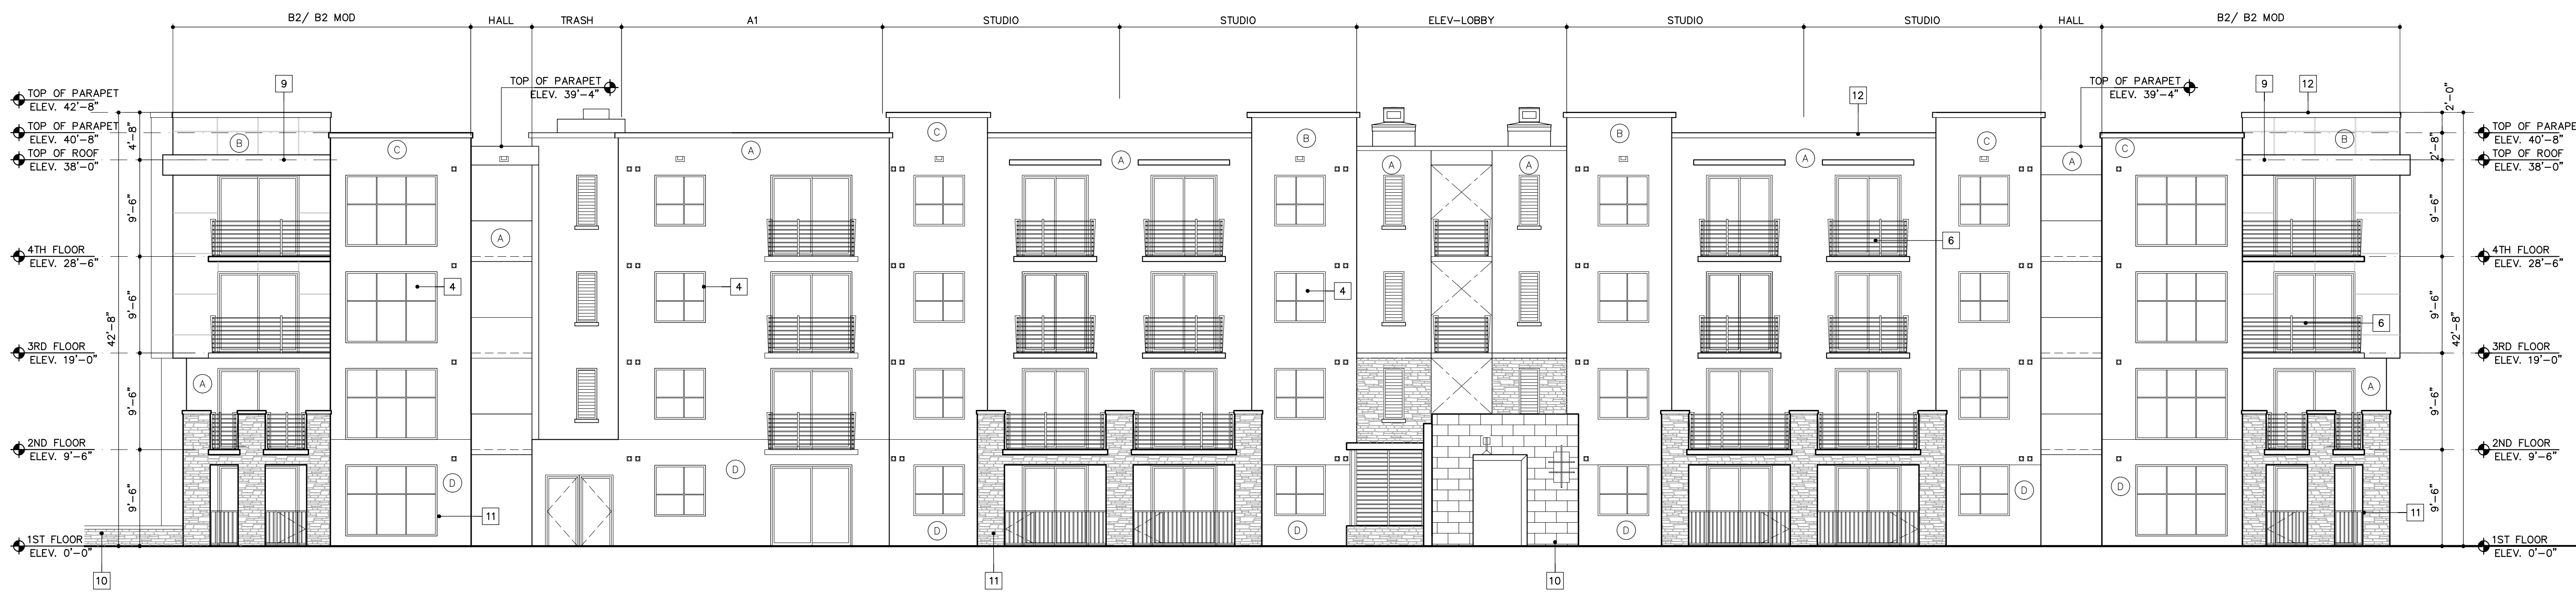 B2/ B2 MOD
HALL
TRASH
A1
STUDIO
STUDIO
ELEV-LOBBY
STUDIO
STUDIO
HALL
B2/ B2 MOD
TOP OF PARAPET
ELEV. 42'-8"
TOP OF PARAPET
ELEV. 40'-8"
TOP OF ROOF
ELEV. 38'-0"
4TH FLOOR
ELEV. 28'-6"
3RD FLOOR
ELEV. 19'-0"
2ND FLOOR
ELEV. 9'-6"
1ST FLOOR
ELEV. 0'-0"
42'-8"
4'-8"
9'-6"
9'-6"
9'-6"
9'-6"
9
TOP OF PARAPET
ELEV. 39'-4"
B
C
A
A
C
A
B
A
A
B
A
C
A
C
B
12
TOP OF PARAPET
ELEV. 39'-4"
9
12
A
4
4
4
6
6
A
A
D
D
D
D
D
D
D
11
11
11
10
10
2'-0"
2'-8"
9'-6"
9'-6"
9'-6"
9'-6"
42'-8"
TOP OF PARAPE
ELEV. 40'-8"
TOP OF ROOF
ELEV. 38'-0"
4TH FLOOR
ELEV. 28'-6"
3RD FLOOR
ELEV. 19'-0"
2ND FLOOR
ELEV. 9'-6"
1ST FLOOR
ELEV. 0'-0"